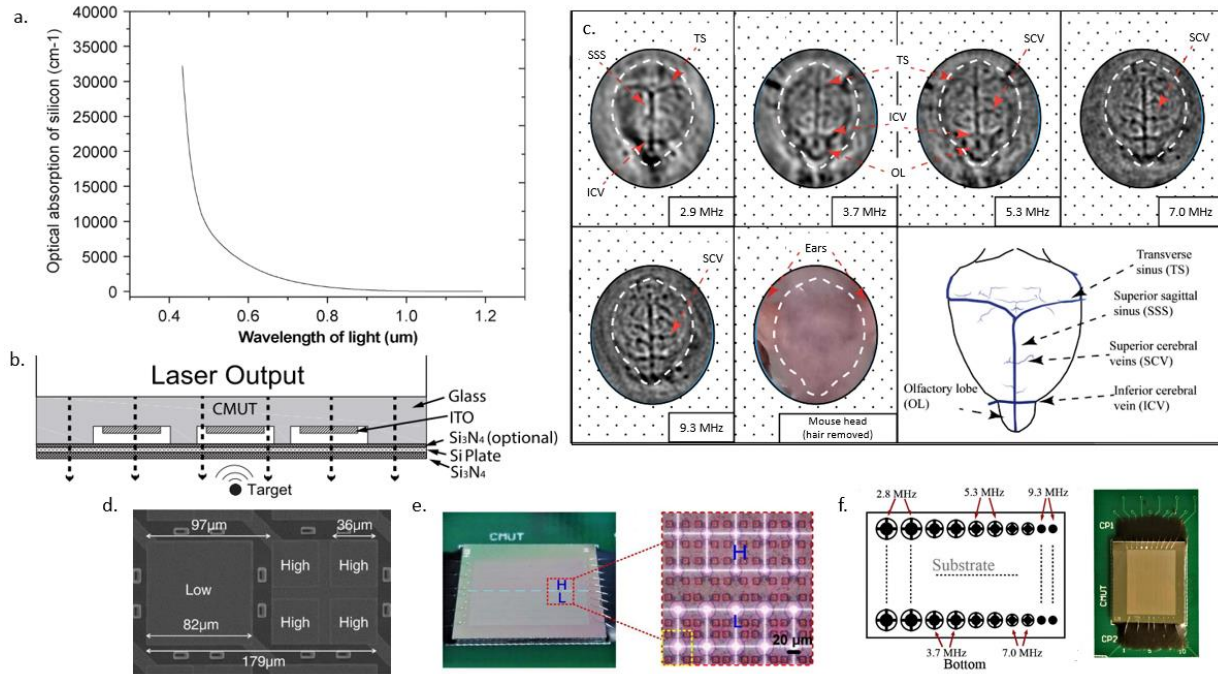 a.
Optical absorption of silicon (cm-1)
40000
35000
30000
25000
20000
15000
10000
5000
0
0.4
0.6
0.8
1.0
1.2
Wavelength of light (um)
b.
Laser Output
CMUT
Glass
ITO
Si3N4 (optional)
Si Plate
Si3N4
Target
c.
SSS
TS
ICV
2.9 MHz
TS
ICV
OL
3.7 MHz
SCV
5.3 MHz
SCV
7.0 MHz
SCV
9.3 MHz
Ears
Mouse head
(hair removed)
Transverse
sinus (TS)
Superior sagittal
sinus (SSS)
Superior cerebral
veins (SCV)
Olfactory lobe
(OL)
Inferior cerebral
vein (ICV)
d.
97µm
36µm
Low
High
High
High
High
82µm
179µm
e.
CMUT
H
L
H
L
20 µm
f.
2.8 MHz
5.3 MHz
9.3 MHz
Substrate
3.7 MHz
7.0 MHz
Bottom
CP1
CMUT
CP2